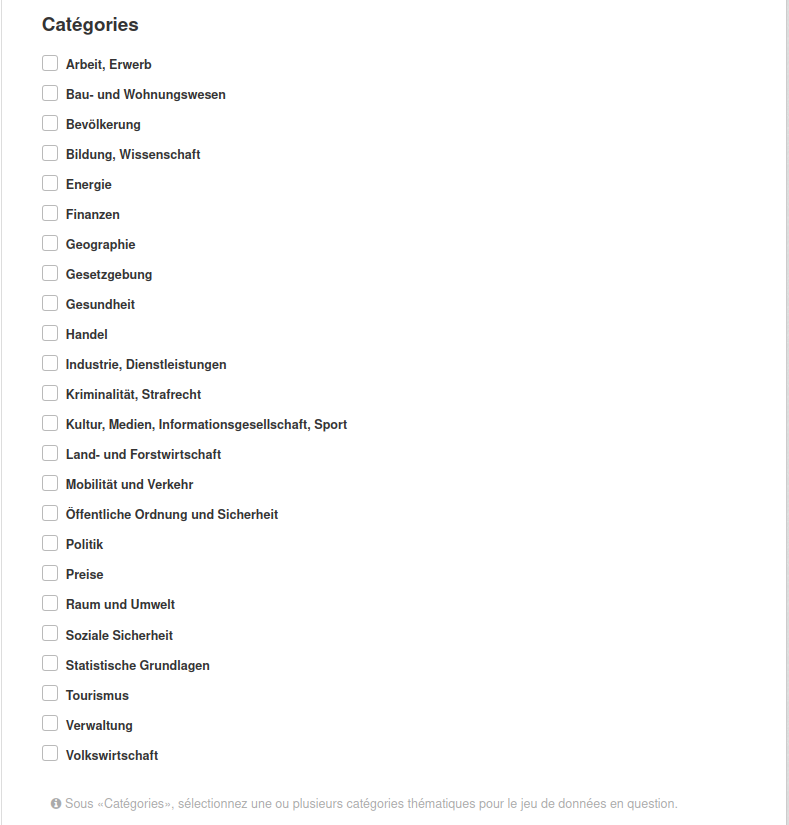 Catégories
Arbeit, Erwerb
Bau- und Wohnungswesen
Bevölkerung
Bildung, Wissenschaft
Energie
Finanzen
Geographie
Gesetzgebung
Gesundheit
Handel
Industrie, Dienstleistungen
Kriminalität, Strafrecht
Kultur, Medien, Informationsgesellschaft, Sport
Land- und Forstwirtschaft
Mobilität und Verkehr
Öffentliche Ordnung und Sicherheit
Politik
Preise
Raum und Umwelt
Soziale Sicherheit
Statistische Grundlagen
Tourismus
Verwaltung
Volkswirtschaft
Sous «Catégories», sélectionnez une ou plusieurs catégories thématiques pour le jeu de données en question.